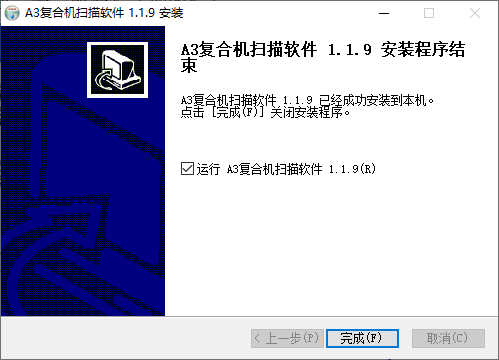 A3复合机扫描软件 1.1.9 安装
A3复合机扫描软件 1.1.9 安装程序结
束
A3复合机扫描软件 1.1.9 已经成功安装到本机。
点击 [完成(F)] 关闭安装程序。
运行 A3复合机扫描软件 1.1.9(R)
< 上一步(P)
完成(F)
取消(C)